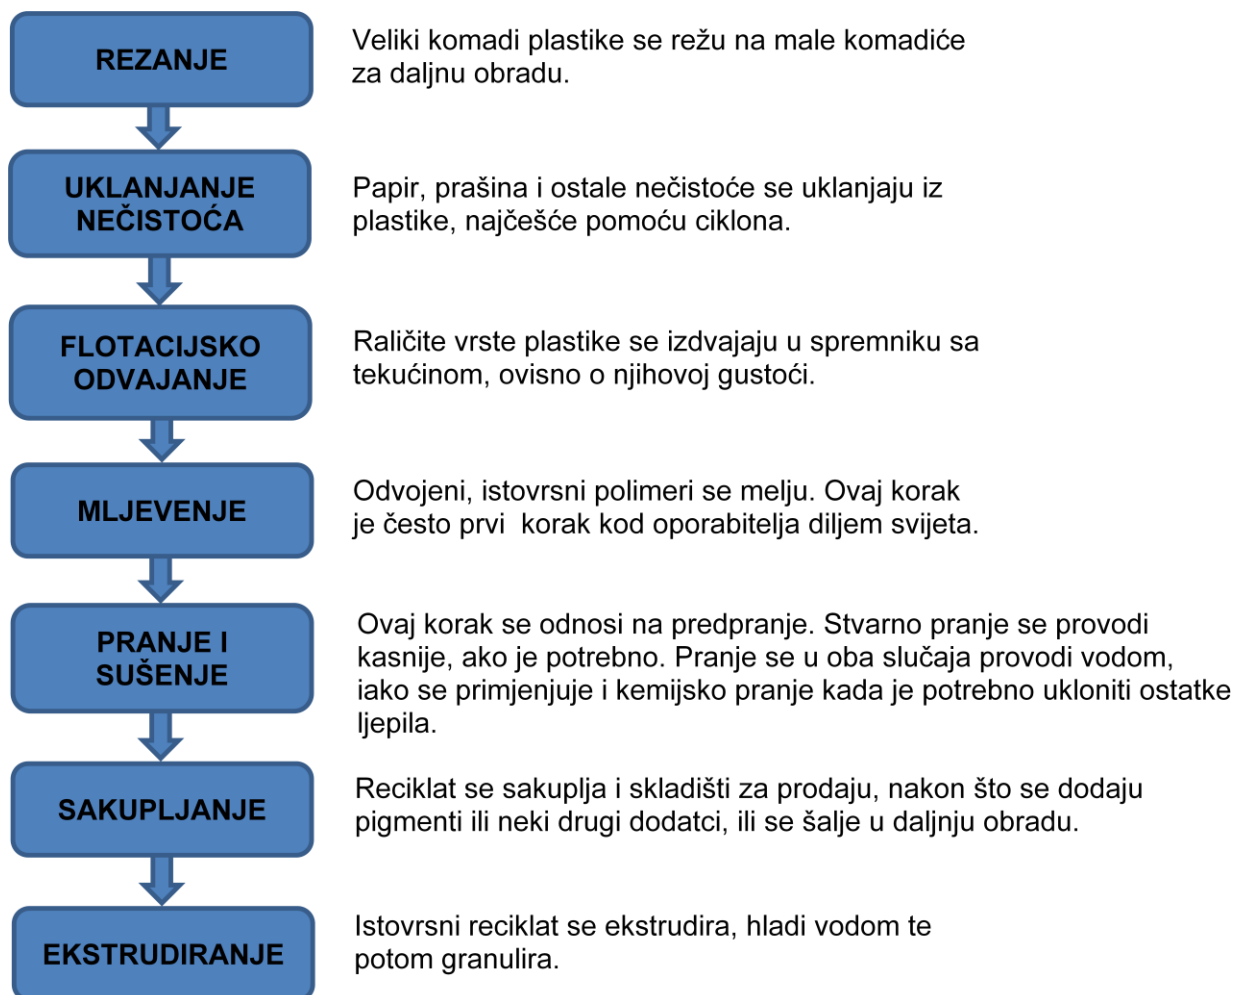 REZANJE
Veliki komadi plastike se režu na male komadiće
za daljnu obradu.
UKLANJANJE
NEČISTOĆA
Papir, prašina i ostale nečistoće se uklanjaju iz
plastike, najčešće pomoću ciklona.
FLOTACIJSKO
ODVAJANJE
Raličite vrste plastike se izdvajaju u spremniku sa
tekućinom, ovisno o njihovoj gustoći.
MLJEVENJE
Odvojeni, istovrsni polimeri se melju. Ovaj korak
je često prvi korak kod oporabitelja diljem svijeta.
PRANJE I
SUŠENJE
Ovaj korak se odnosi na predpranje. Stvarno pranje se provodi
kasnije, ako je potrebno. Pranje se u oba slučaja provodi vodom,
iako se primjenjuje i kemijsko pranje kada je potrebno ukloniti ostatke
ljepila.
SAKUPLJANJE
Reciklat se sakuplja i skladišti za prodaju, nakon što se dodaju
pigmenti ili neki drugi dodatci, ili se šalje u daljnju obradu.
EKSTRUDIRANJE
Istovrsni reciklat se ekstrudira, hladi vodom te
potom granulira.